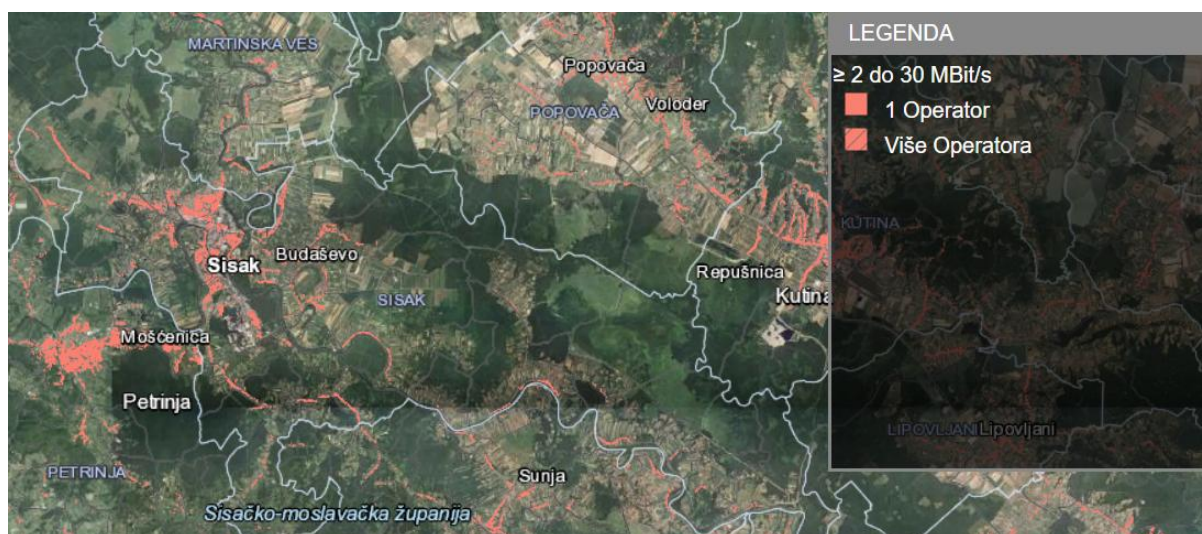 MARTINSKA VES
Popovača
Voloder
POPOVAČA
Sisak
Budaševo
SISAK
Repušnica
Kutina
Mošćenica
Petrinja
PETRINJA
Sunja
Sisačko-moslavačka županija
LEGENDA
≥ 2 do 30 MBit/s
1 Operator
Više Operatora
KUTINA
LIPOVLJANI Lipovljani